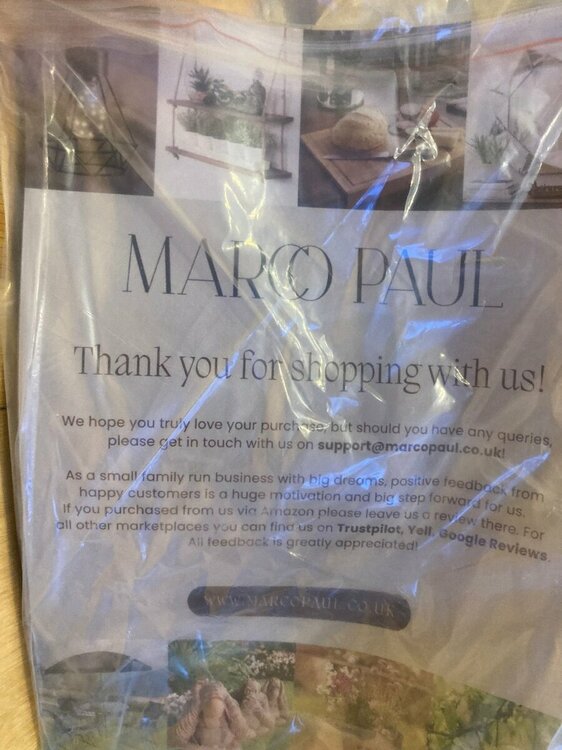 MARCO PAUL
Thank you for shopping with us!
We hope you truly love your purchase, but should you have any queries,
please get in touch with us on support@marcopaul.co.uk!
As a small family run business with big dreams, positive feedback from
happy customers is a huge motivation and big step forward for us.
If you purchased from us via Amazon please leave us a review there. For
all other marketplaces you can find us on Trustpilot, Yell, Google Reviews.
All feedback is greatly appreciated!
WWW.MARCOPAUL.CO.UK